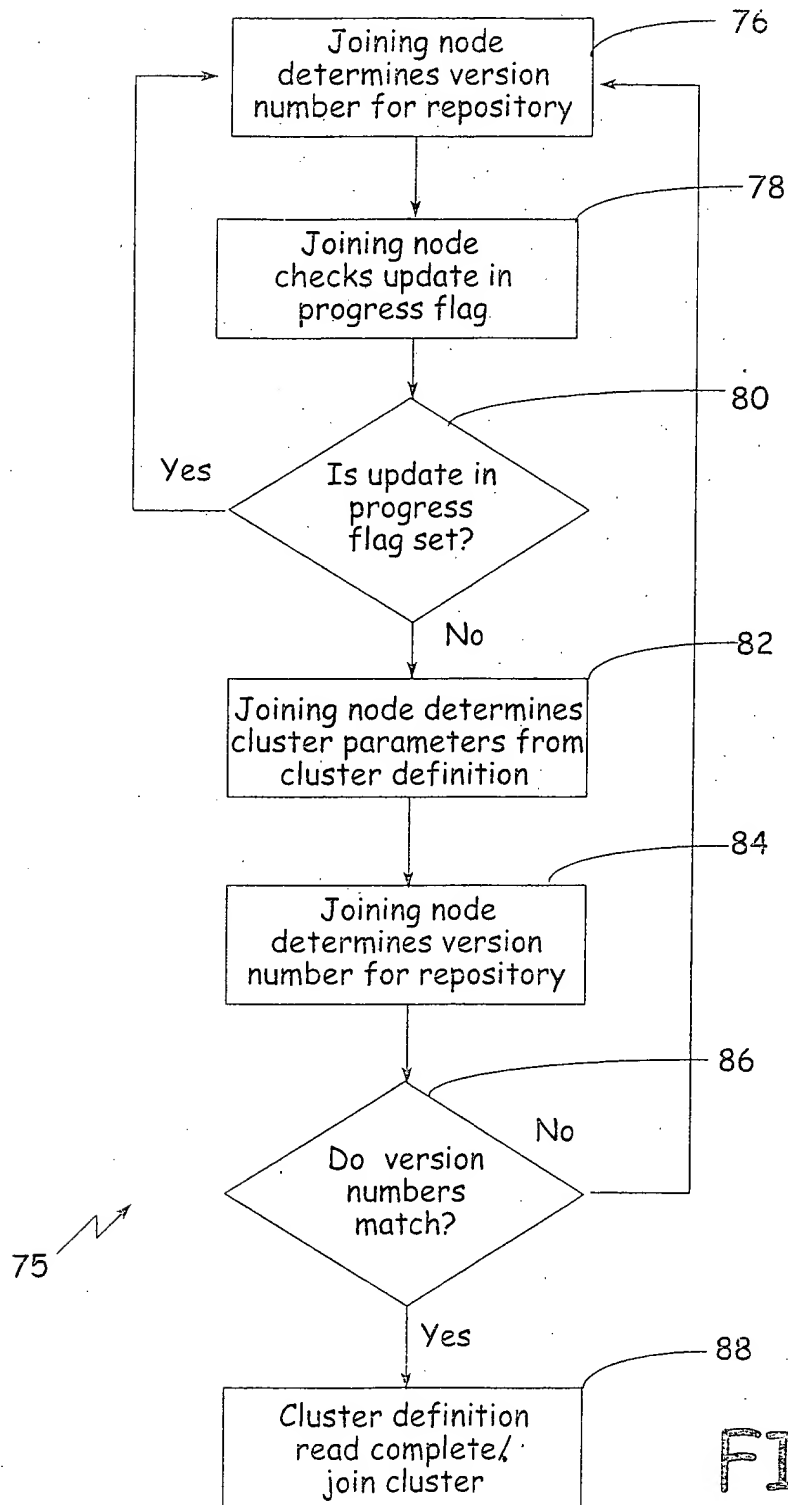 Joining node
determines version
number for repository
76
Joining node
checks update in
progress flag
78
80
Is update in
progress
flag set?
Yes
No
82
Joining node determines
cluster parameters from
cluster definition
84
Joining node
determines version
number for repository
86
Do version
numbers
match?
No
75
Yes
88
Cluster definition
read complete/
join cluster